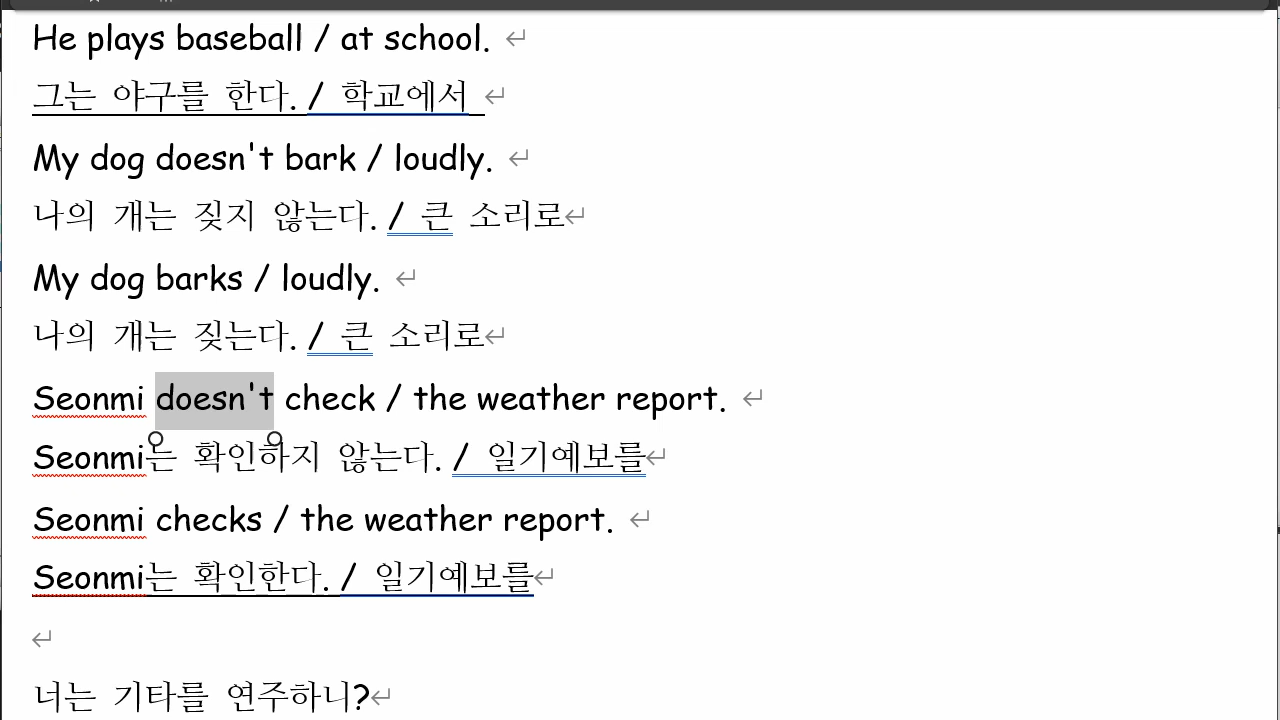 He plays baseball / at school.
그는 야구를 한다. / 학교에서
My dog doesn't bark / loudly.
나의 개는 짖지 않는다. / 큰 소리로
My dog barks / loudly.
나의 개는 짖는다. / 큰 소리로
Seonmi doesn't check / the weather report.
Seonmi는 확인하지 않는다. / 일기예보를
Seonmi checks / the weather report.
Seonmi는 확인한다. / 일기예보를
너는 기타를 연주하니?